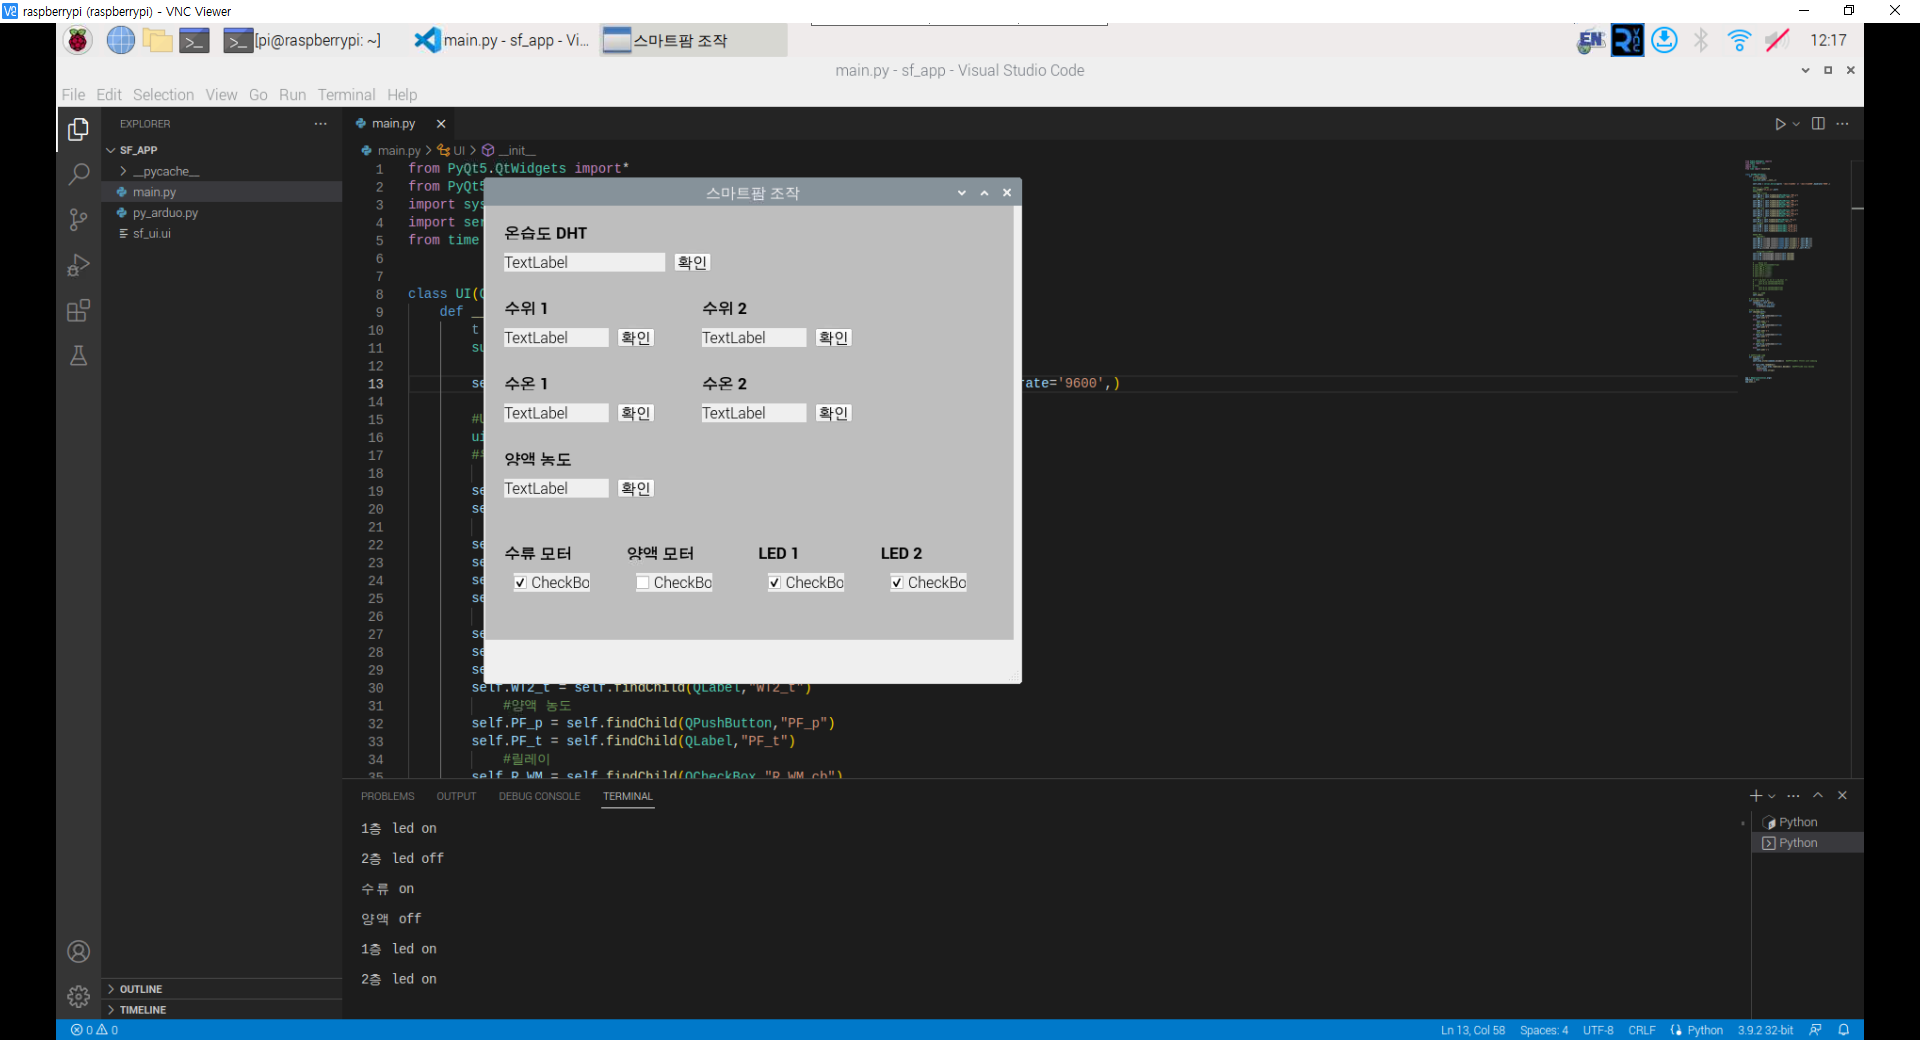 raspberrypi (raspberrypi) - VNC Viewer
[pi@raspberrypi: ~]
main.py - sf_app - Vi...
스마트팜 조작
EN
12:17
main.py - sf_app - Visual Studio Code
File Edit Selection View Go Run Terminal Help
EXPLORER
SF_APP
__pycache__
main.py
py_arduo.py
sf_ui.ui
OUTLINE
TIMELINE
main.py
main.py > UI > __init__
1 from PyQt5.QtWidgets import*
2 from PyQt5
3 import sys
4 import ser
5 from time
6
7
8 class UI(
9 def __
10 t
11 su
12
13 se rate='9600',)
14
15
16 ui
17
18
19 se
20 se
21
22 se
23 se
24 se
25 se
26
27 se
28 se
29 se
30 self.WT2_t = self.findChild(QLabel,"WT2_t")
31 #양액 농도
32 self.PF_p = self.findChild(QPushButton,"PF_p")
33 self.PF_t = self.findChild(QLabel,"PF_t")
34 #릴레이
35 self.R_WM = self.findChild(QCheckBox,"R_WM_cb")
스마트팜 조작
온습도 DHT
TextLabel 확인
수위 1 수위 2
TextLabel 확인 TextLabel 확인
수온 1 수온 2
TextLabel 확인 TextLabel 확인
양액 농도
TextLabel 확인
수류 모터 양액 모터 LED 1 LED 2
CheckBo CheckBo CheckBo CheckBo
PROBLEMS OUTPUT DEBUG CONSOLE TERMINAL
1층 led on
2층 led off
수류 on
양액 off
1층 led on
2층 led on
Python
Python
0 0
Ln 13, Col 58 Spaces: 4 UTF-8 CRLF Python 3.9.2 32-bit